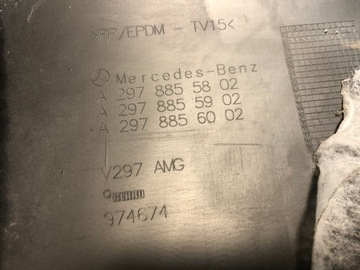 >PP/EPDM - TV15<
Mercedes-Benz
A 297 885 58 02
A 297 885 59 02
A 297 885 60 02
V297 AMG
REHAU
974674